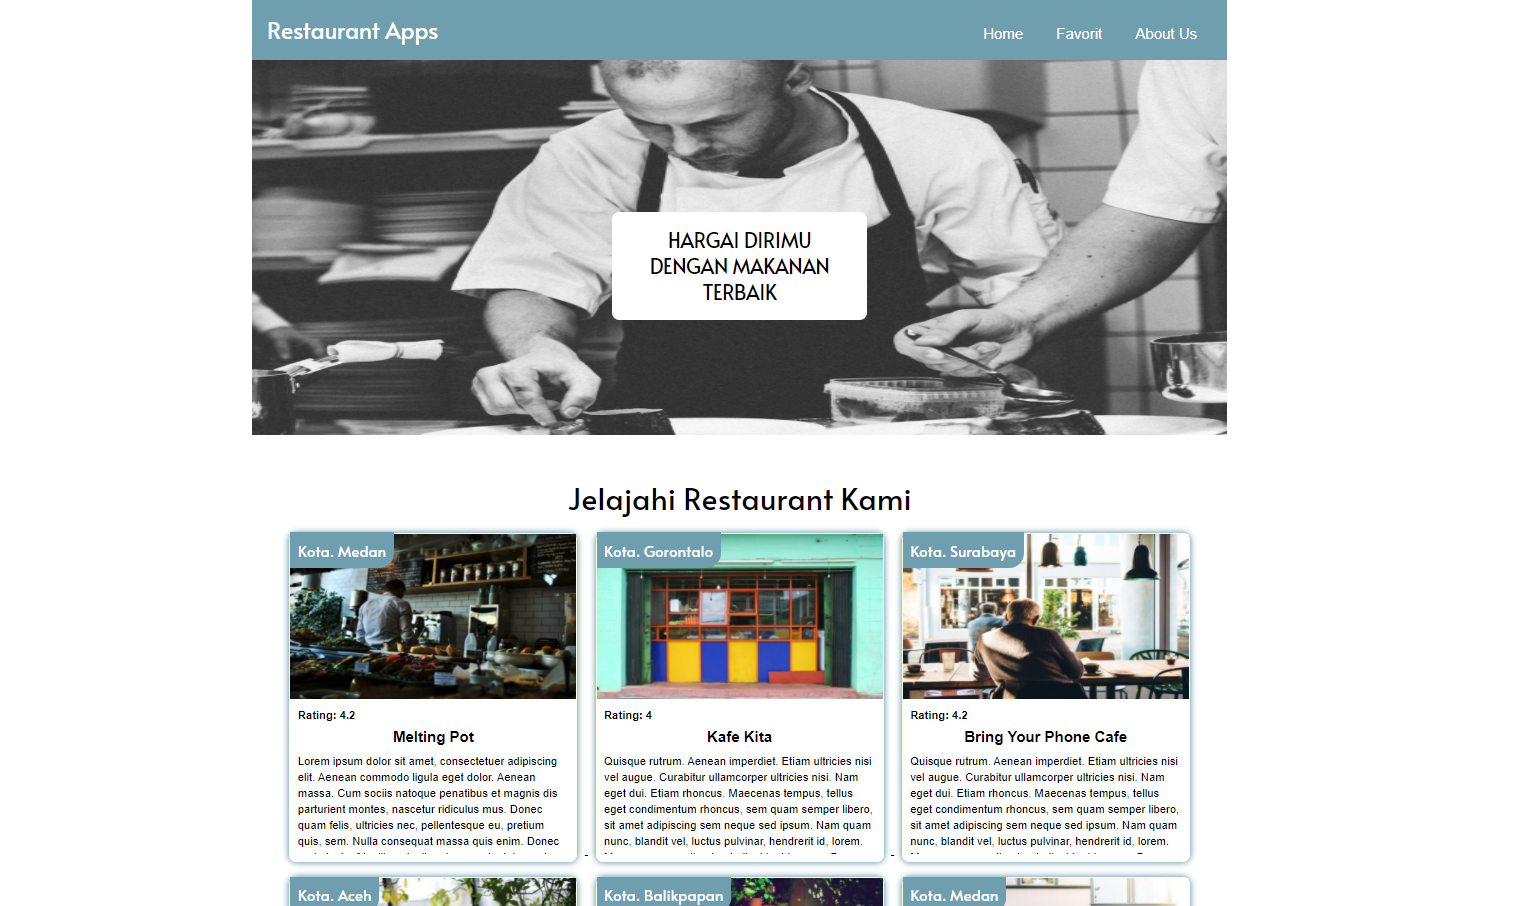 Restaurant Apps
Home
Favorit
About Us
HARGAI DIRIMU
DENGAN MAKANAN
TERBAIK
Jelajahi Restaurant Kami
Kota. Medan
Rating: 4.2
Melting Pot
Lorem ipsum dolor sit amet, consectetuer adipiscing
elit. Aenean commodo ligula eget dolor. Aenean
massa. Cum sociis natoque penatibus et magnis dis
parturient montes, nascetur ridiculus mus. Donec
quam felis, ultricies nec, pellentesque eu, pretium
quis, sem. Nulla consequat massa quis enim. Donec
Kota. Gorontalo
Rating: 4
Kafe Kita
Quisque rutrum. Aenean imperdiet. Etiam ultricies nisi
vel augue. Curabitur ullamcorper ultricies nisi. Nam
eget dui. Etiam rhoncus. Maecenas tempus, tellus
eget condimentum rhoncus, sem quam semper libero,
sit amet adipiscing sem neque sed ipsum. Nam quam
nunc, blandit vel, luctus pulvinar, hendrerit id, lorem.
Kota. Surabaya
Rating: 4.2
Bring Your Phone Cafe
Quisque rutrum. Aenean imperdiet. Etiam ultricies nisi
vel augue. Curabitur ullamcorper ultricies nisi. Nam
eget dui. Etiam rhoncus. Maecenas tempus, tellus
eget condimentum rhoncus, sem quam semper libero,
sit amet adipiscing sem neque sed ipsum. Nam quam
nunc, blandit vel, luctus pulvinar, hendrerit id, lorem.
Kota. Aceh
Kota. Balikpapan
Kota. Medan